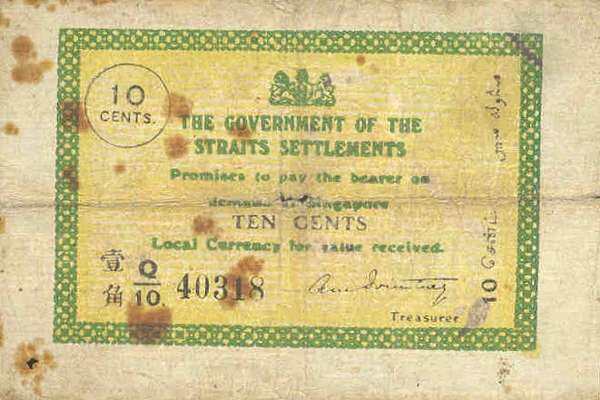 10
CENTS.
THE GOVERNMENT OF THE
STRAITS SETTLEMENTS
Promises to pay the bearer on
demand at Singapore
TEN CENTS
Local Currency for value received.
壹
角
Q
/10. 40318
Treasurer
10